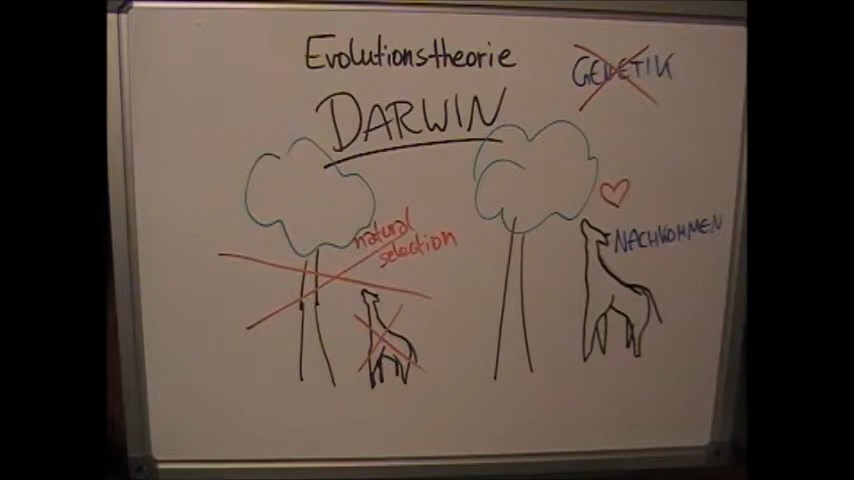 Evolutionstheorie
GENETIK
DARWIN
natural
selection
NACHKOMMEN